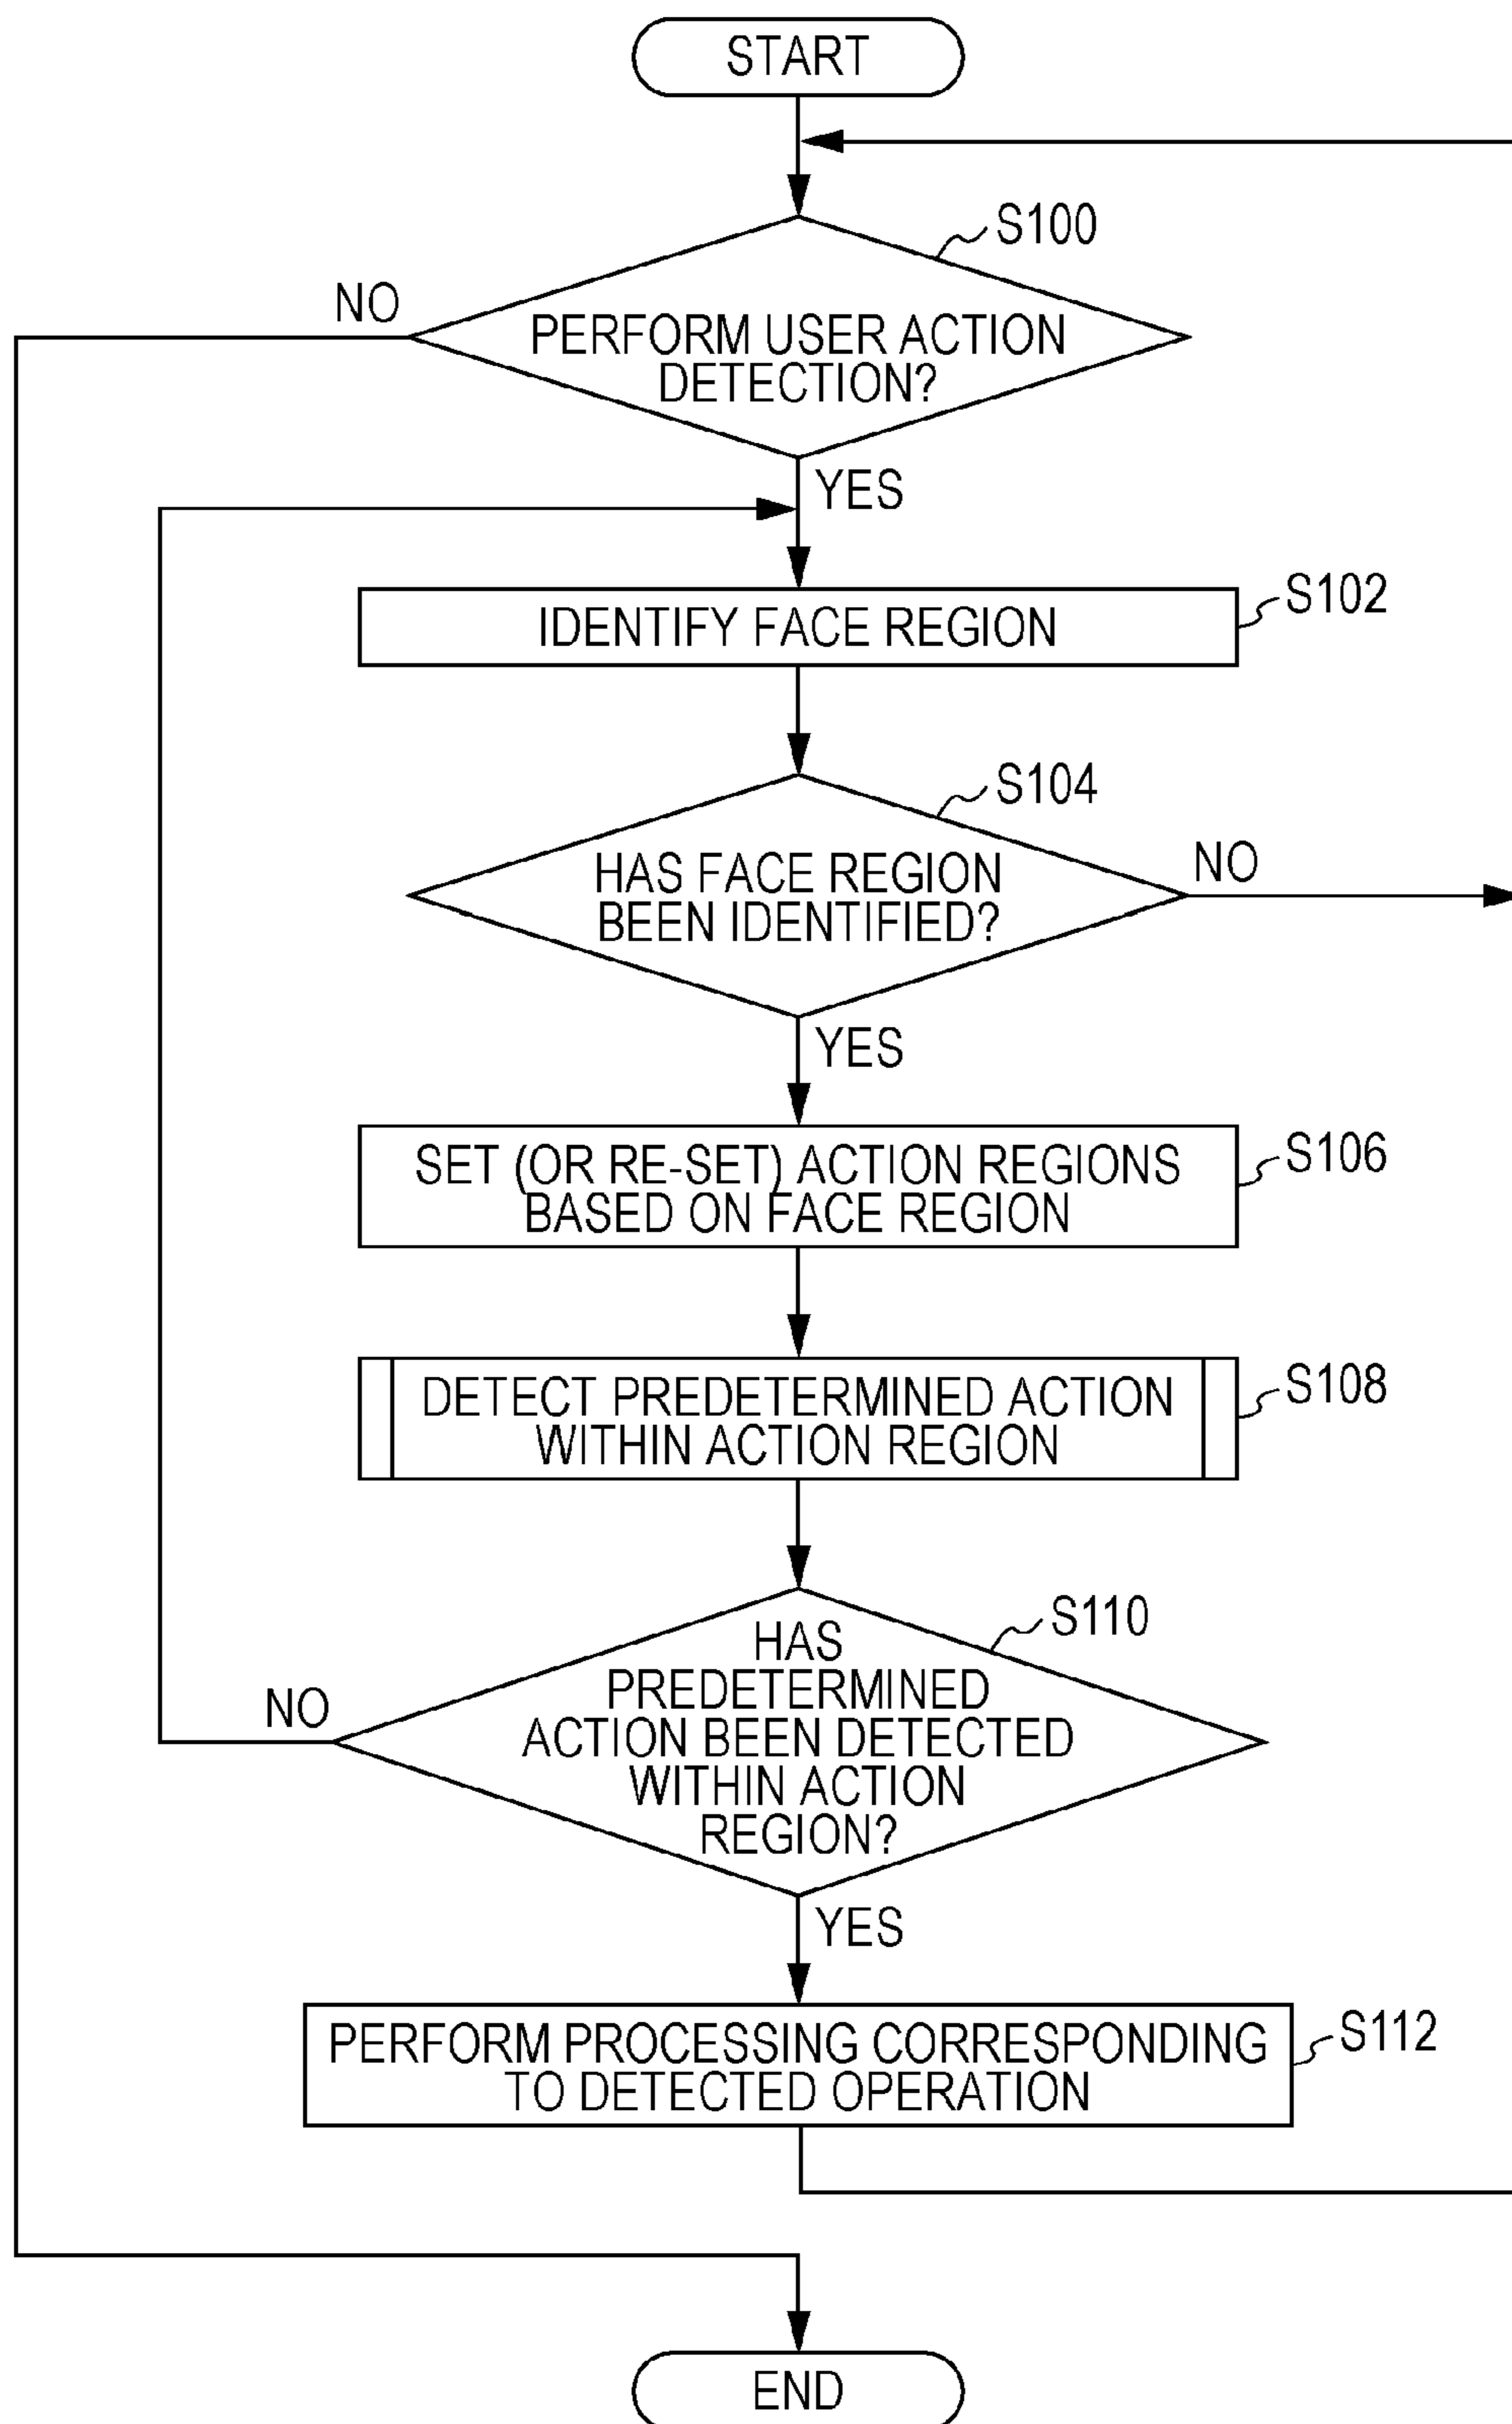 START
S100
NO
PERFORM USER ACTION
DETECTION?
YES
IDENTIFY FACE REGION
S102
S104
HAS FACE REGION
BEEN IDENTIFIED?
NO
YES
SET (OR RE-SET) ACTION REGIONS
BASED ON FACE REGION
S106
DETECT PREDETERMINED ACTION
WITHIN ACTION REGION
S108
S110
HAS
PREDETERMINED
ACTION BEEN DETECTED
WITHIN ACTION
REGION?
NO
YES
PERFORM PROCESSING CORRESPONDING
TO DETECTED OPERATION
S112
END